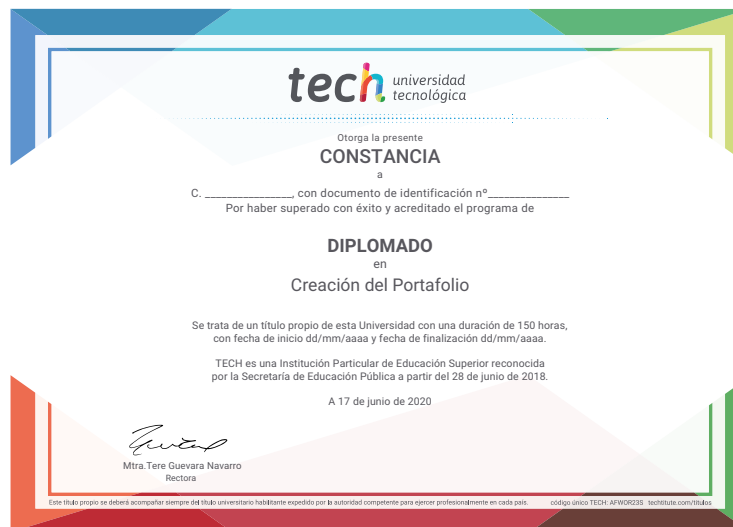 tech universidad
tecnológica
Otorga la presente
CONSTANCIA
a
C. ________________, con documento de identificación nº_______________
Por haber superado con éxito y acreditado el programa de
DIPLOMADO
en
Creación del Portafolio
Se trata de un título propio de esta Universidad con una duración de 150 horas,
con fecha de inicio dd/mm/aaaa y fecha de finalización dd/mm/aaaa.
TECH es una Institución Particular de Educación Superior reconocida
por la Secretaría de Educación Pública a partir del 28 de junio de 2018.
A 17 de junio de 2020
Mtra.Tere Guevara Navarro
Rectora
Este título propio se deberá acompañar siempre del título universitario habilitante expedido por la autoridad competente para ejercer profesionalmente en cada país. código único TECH: AFWOR23S techtitute.com/títulos